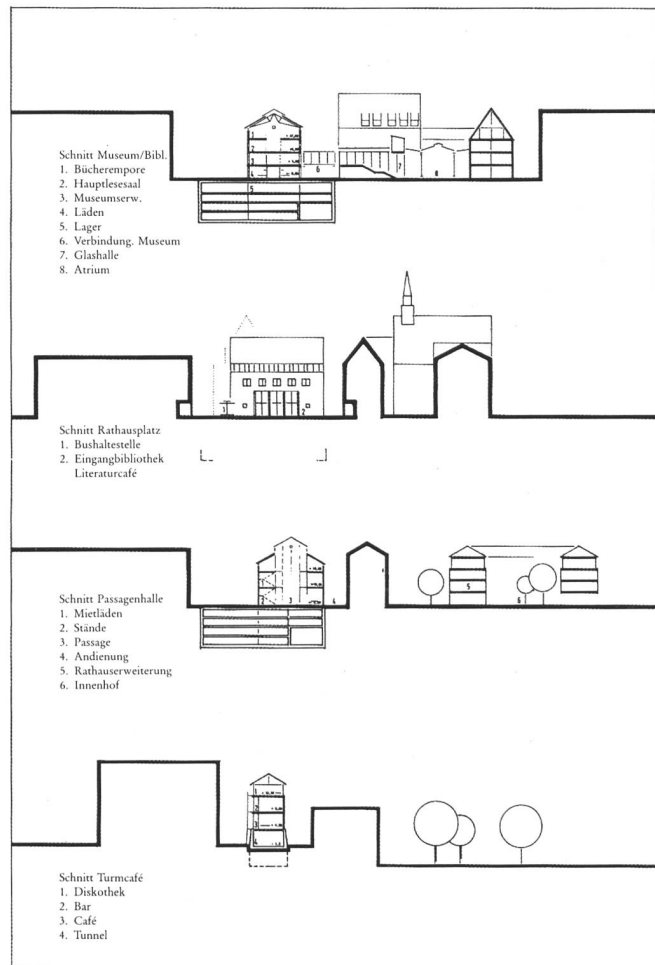 Schnitt Museum/Bibl.
1. Bücherempore
2. Hauptlesesaal
3. Museumserw.
4. Läden
5. Lager
6. Verbindung. Museum
7. Glashalle
8. Atrium
Schnitt Rathausplatz
1. Bushaltestelle
2. Eingangbibliothek
Literaturcafé
Schnitt Passagenhalle
1. Mietläden
2. Stände
3. Passage
4. Andienung
5. Rathauserweiterung
6. Innenhof
Schnitt Turmcafé
1. Diskothek
2. Bar
3. Café
4. Tunnel